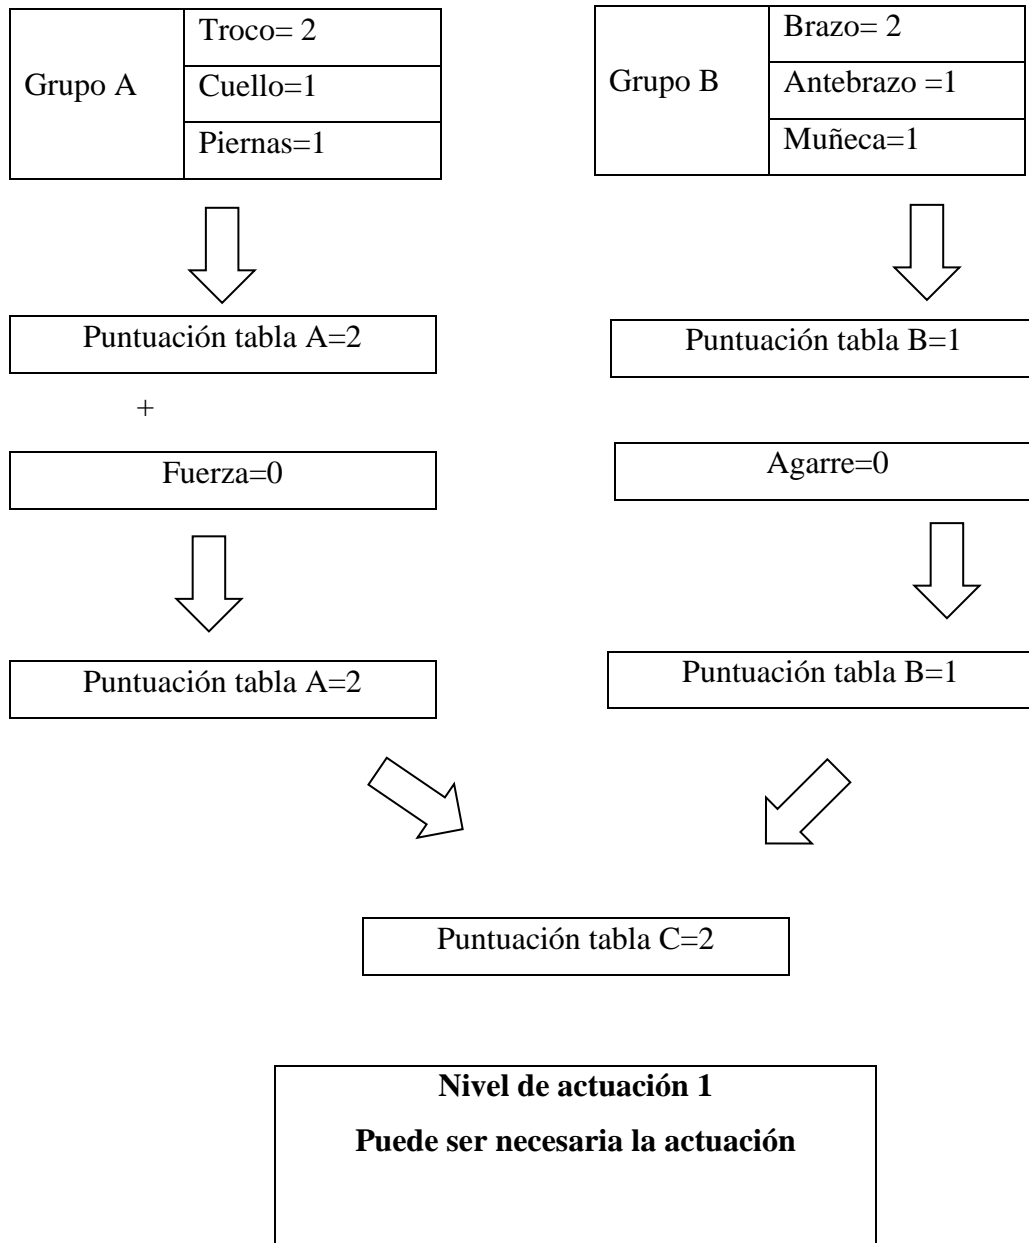 Grupo A
Troco= 2
Cuello=1
Piernas=1
Grupo B
Brazo= 2
Antebrazo =1
Muñeca=1
Puntuación tabla A=2
Puntuación tabla B=1
+
Fuerza=0
Agarre=0
Puntuación tabla A=2
Puntuación tabla B=1
Puntuación tabla C=2
Nivel de actuación 1
Puede ser necesaria la actuación